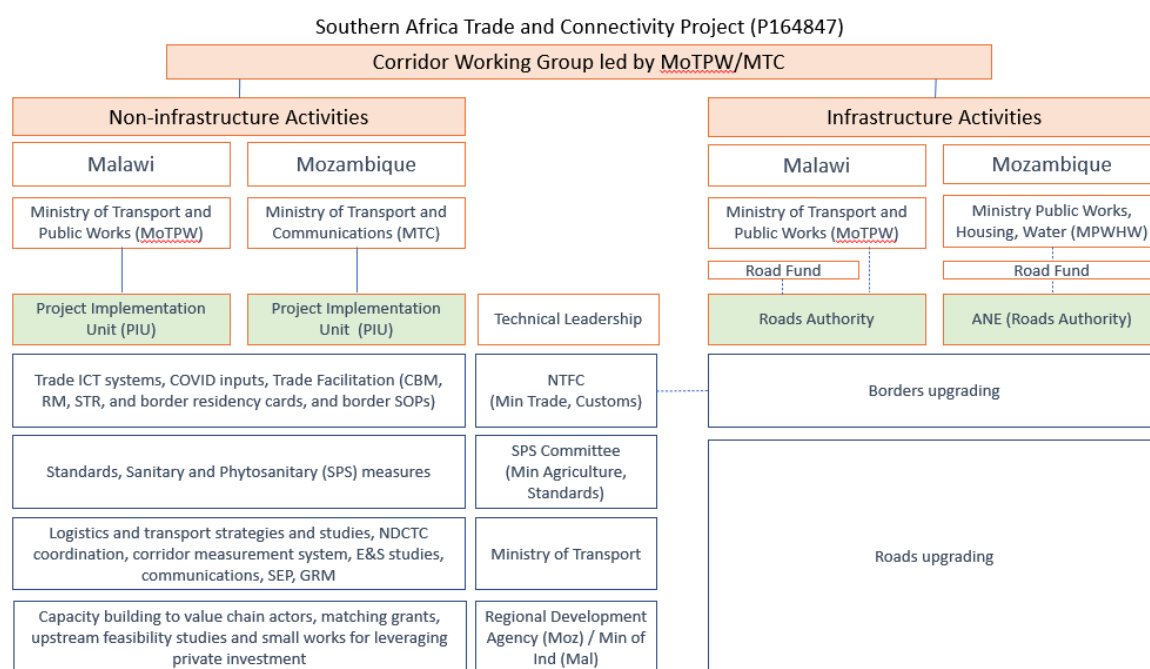 Southern Africa Trade and Connectivity Project (P164847)
Corridor Working Group led by MoTPW/MTC
Non-infrastructure Activities
Infrastructure Activities
Malawi
Mozambique
Malawi
Mozambique
Ministry of Transport and
Public Works (MoTPW)
Ministry of Transport and
Communications (MTC)
Ministry of Transport and
Public Works (MoTPW)
Ministry Public Works,
Housing, Water (MPWHW)
Road Fund
Road Fund
Project Implementation
Unit (PIU)
Project Implementation
Unit (PIU)
Technical Leadership
Roads Authority
ANE (Roads Authority)
Trade ICT systems, COVID inputs, Trade Facilitation (CBM,
RM, STR, and border residency cards, and border SOPs)
NTFC
(Min Trade, Customs)
Borders upgrading
Standards, Sanitary and Phytosanitary (SPS) measures
SPS Committee
(Min Agriculture,
Standards)
Logistics and transport strategies and studies, NDCTC
coordination, corridor measurement system, E&S studies,
communications, SEP, GRM
Ministry of Transport
Roads upgrading
Capacity building to value chain actors, matching grants,
upstream feasibility studies and small works for leveraging
private investment
Regional Development
Agency (Moz) / Min of
Ind (Mal)